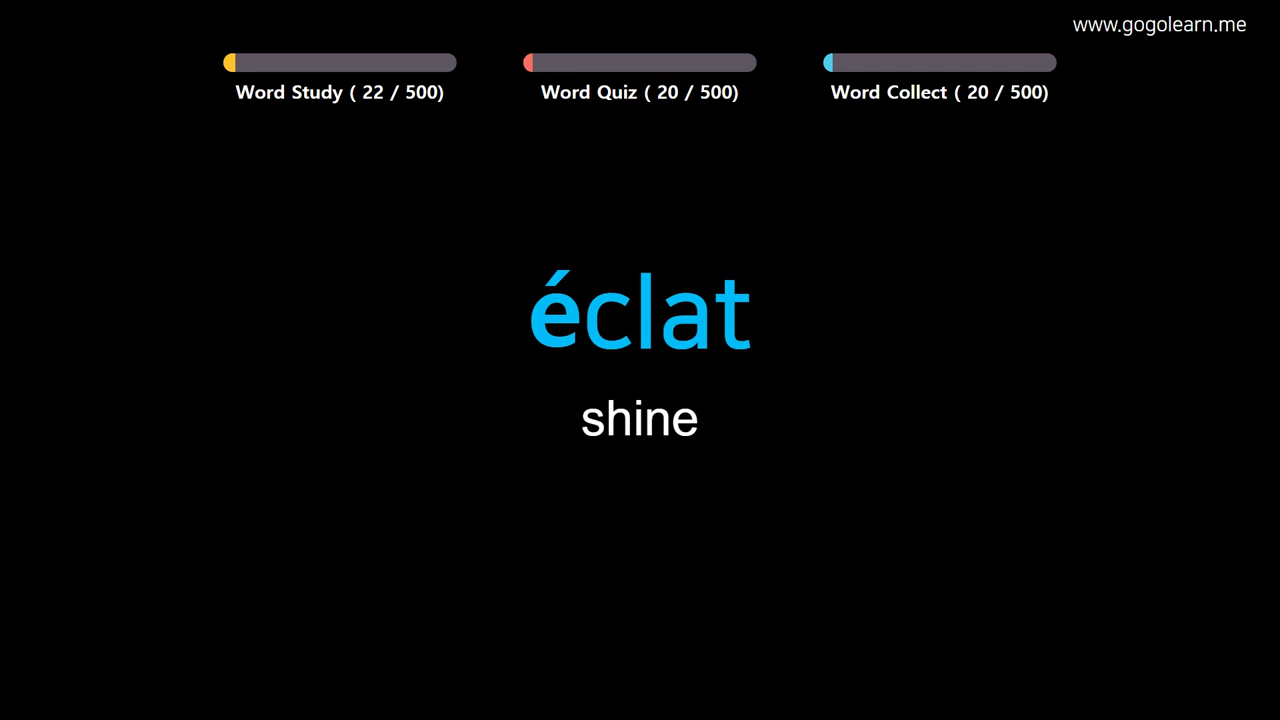 www.gogolearn.me
Word Study ( 22 / 500)
Word Quiz ( 20 / 500)
Word Collect ( 20 / 500)
éclat
shine